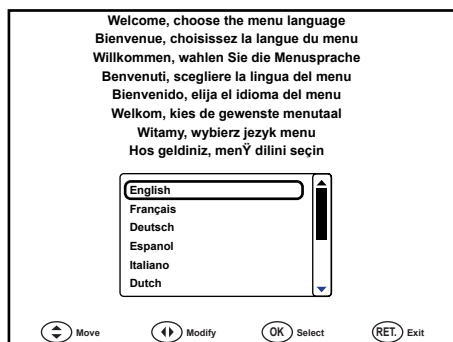 Welcome, choose the menu language
Bienvenue, choisissez la langue du menu
Willkommen, wahlen Sie die Menusprache
Benvenuti, scegliere la lingua del menu
Bienvenido, elija el idioma del menu
Welkom, kies de gewenste menutaal
Witamy, wybierz jezyk menu
Hos geldiniz, menŸ dilini seçin
English
Français
Deutsch
Espanol
Italiano
Dutch
Move Modify OK Select RET. Exit